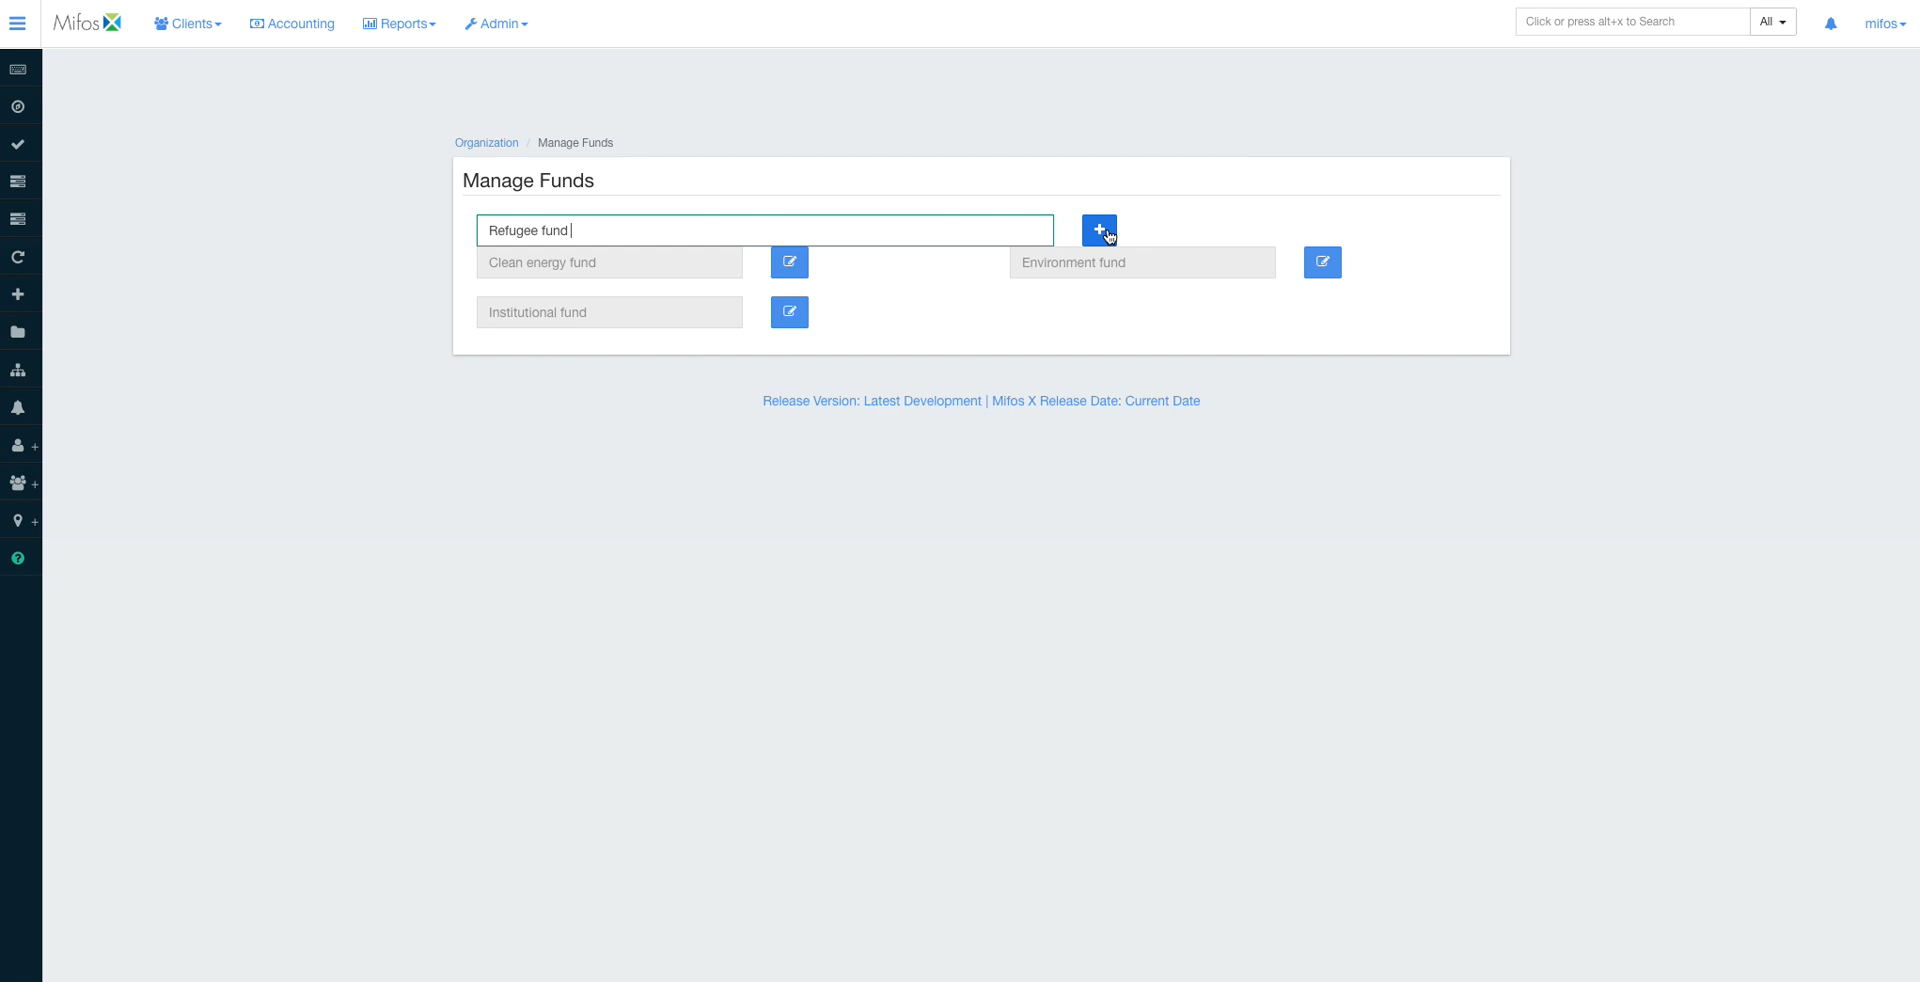 Mifos Clients Accounting Reports Admin Click or press alt+x to Search All mifos
Organization / Manage Funds
Manage Funds
Refugee fund
Clean energy fund Environment fund
Institutional fund
Release Version: Latest Development | Mifos X Release Date: Current Date